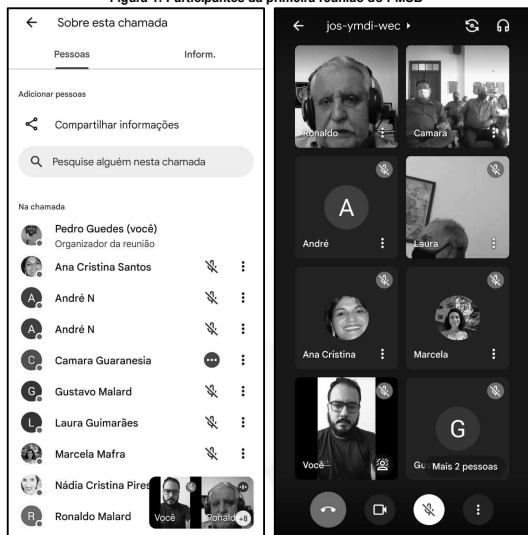 Figura 1: Participantes da primeira reunião do PMSB
Sobre esta chamada
Pessoas Inform.
Adicionar pessoas
Compartilhar informações
Pesquise alguém nesta chamada
Na chamada
Pedro Guedes (você)
Organizador da reunião
Ana Cristina Santos
A André N
A André N
C Camara Guaranesia
G Gustavo Malard
L Laura Guimarães
Marcela Mafra
Nádia Cristina Pires
R Ronaldo Malard
Você Ronald +8
jos-ymdi-wec
Ronaldo Camara
A
André Laura
Ana Cristina Marcela
G
Você Gu Mais 2 pessoas